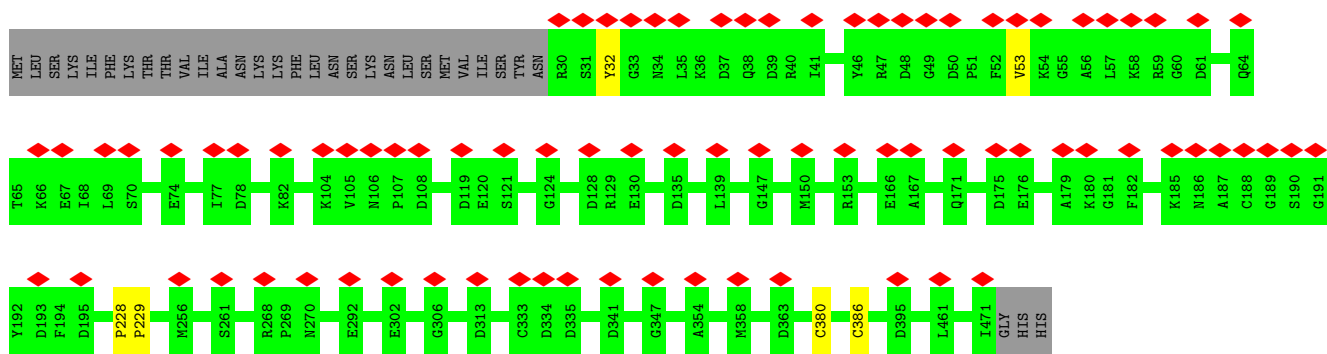 MET LEU SER LYS ILE PHE LYS THR THR VAL ILE ALA ASN LYS LYS PHE LEU ASN SER LYS ASN LEU SER MET VAL ILE SER TYR ASN R30 S31 Y32 G33 N34 L35 K36 D37 Q38 D39 R40 I41 Y46 R47 D48 G49 D50 P51 F52 V53 K54 G55 A56 L57 K58 R59 G60 D61 Q64
T65 K66 E67 I68 L69 S70 E74 I77 D78 K82 K104 V105 N106 P107 D108 D119 E120 S121 G124 D128 R129 E130 D135 L139 G147 M150 R153 E166 A167 Q171 D175 E176 A179 K180 G181 F182 K185 N186 A187 C188 G189 S190 G191
Y192 D193 F194 D195 P228 P229 M256 S261 R268 P269 N270 E292 E302 G306 D313 C333 D334 D335 D341 G347 A354 M358 D363 C380 C386 D395 L461 I471 GLY HIS HIS